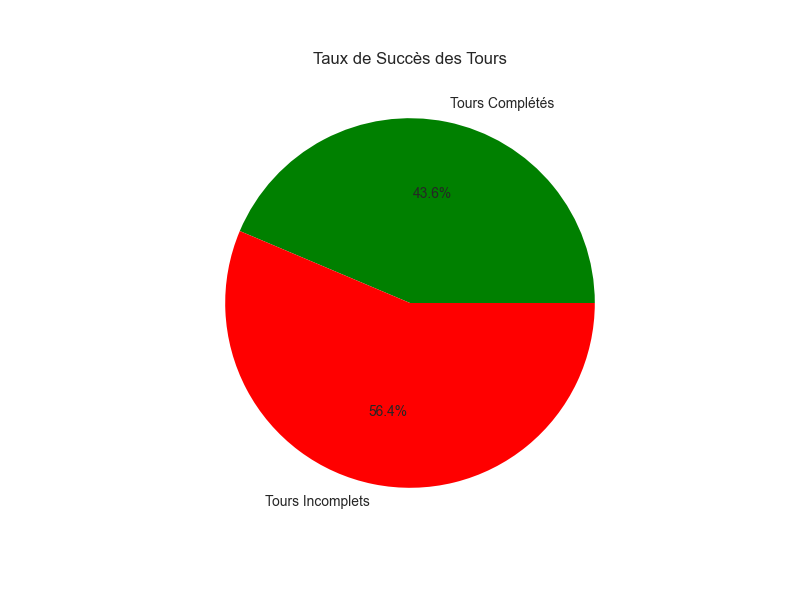 Taux de Succès des Tours
Tours Complétés
43.6%
56.4%
Tours Incomplets